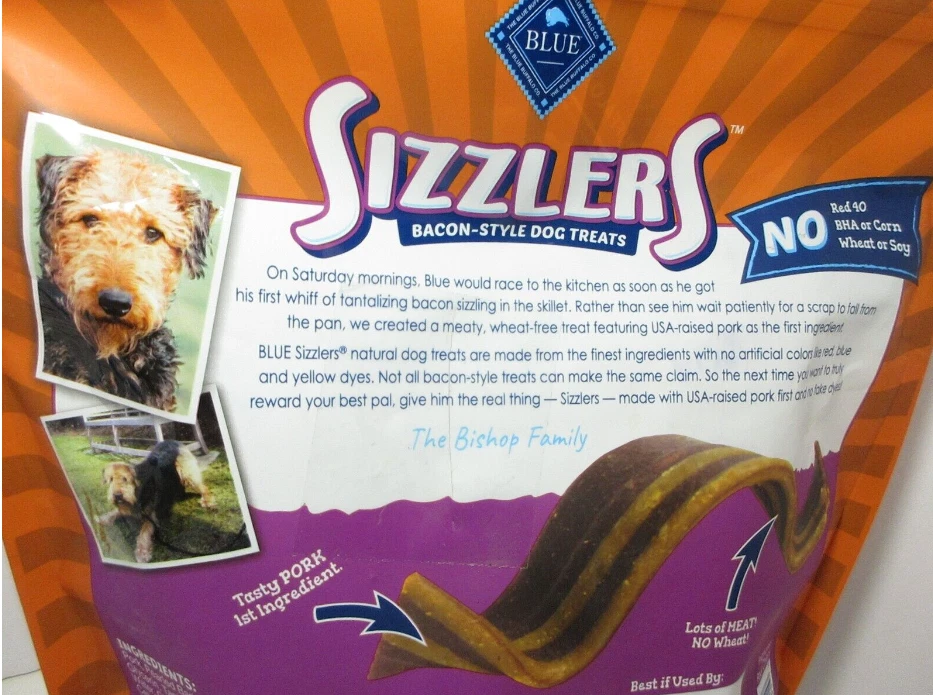 BLUE
THE BLUE BUFFALO CO.
SIZZLERS™
BACON-STYLE DOG TREATS
NO
Red 40
BHA or Corn
Wheat or Soy
On Saturday mornings, Blue would race to the kitchen as soon as he got
his first whiff of tantalizing bacon sizzling in the skillet. Rather than see him wait patiently for a scrap to fall from
the pan, we created a meaty, wheat-free treat featuring USA-raised pork as the first ingredient.
BLUE Sizzlers® natural dog treats are made from the finest ingredients with no artificial colors like red, blue
and yellow dyes. Not all bacon-style treats can make the same claim. So the next time you want to truly
reward your best pal, give him the real thing — Sizzlers — made with USA-raised pork first and no fake dyes!
The Bishop Family
Tasty PORK
1st Ingredient.
Lots of MEAT!
NO Wheat!
Best if Used By:
INGREDIENTS: